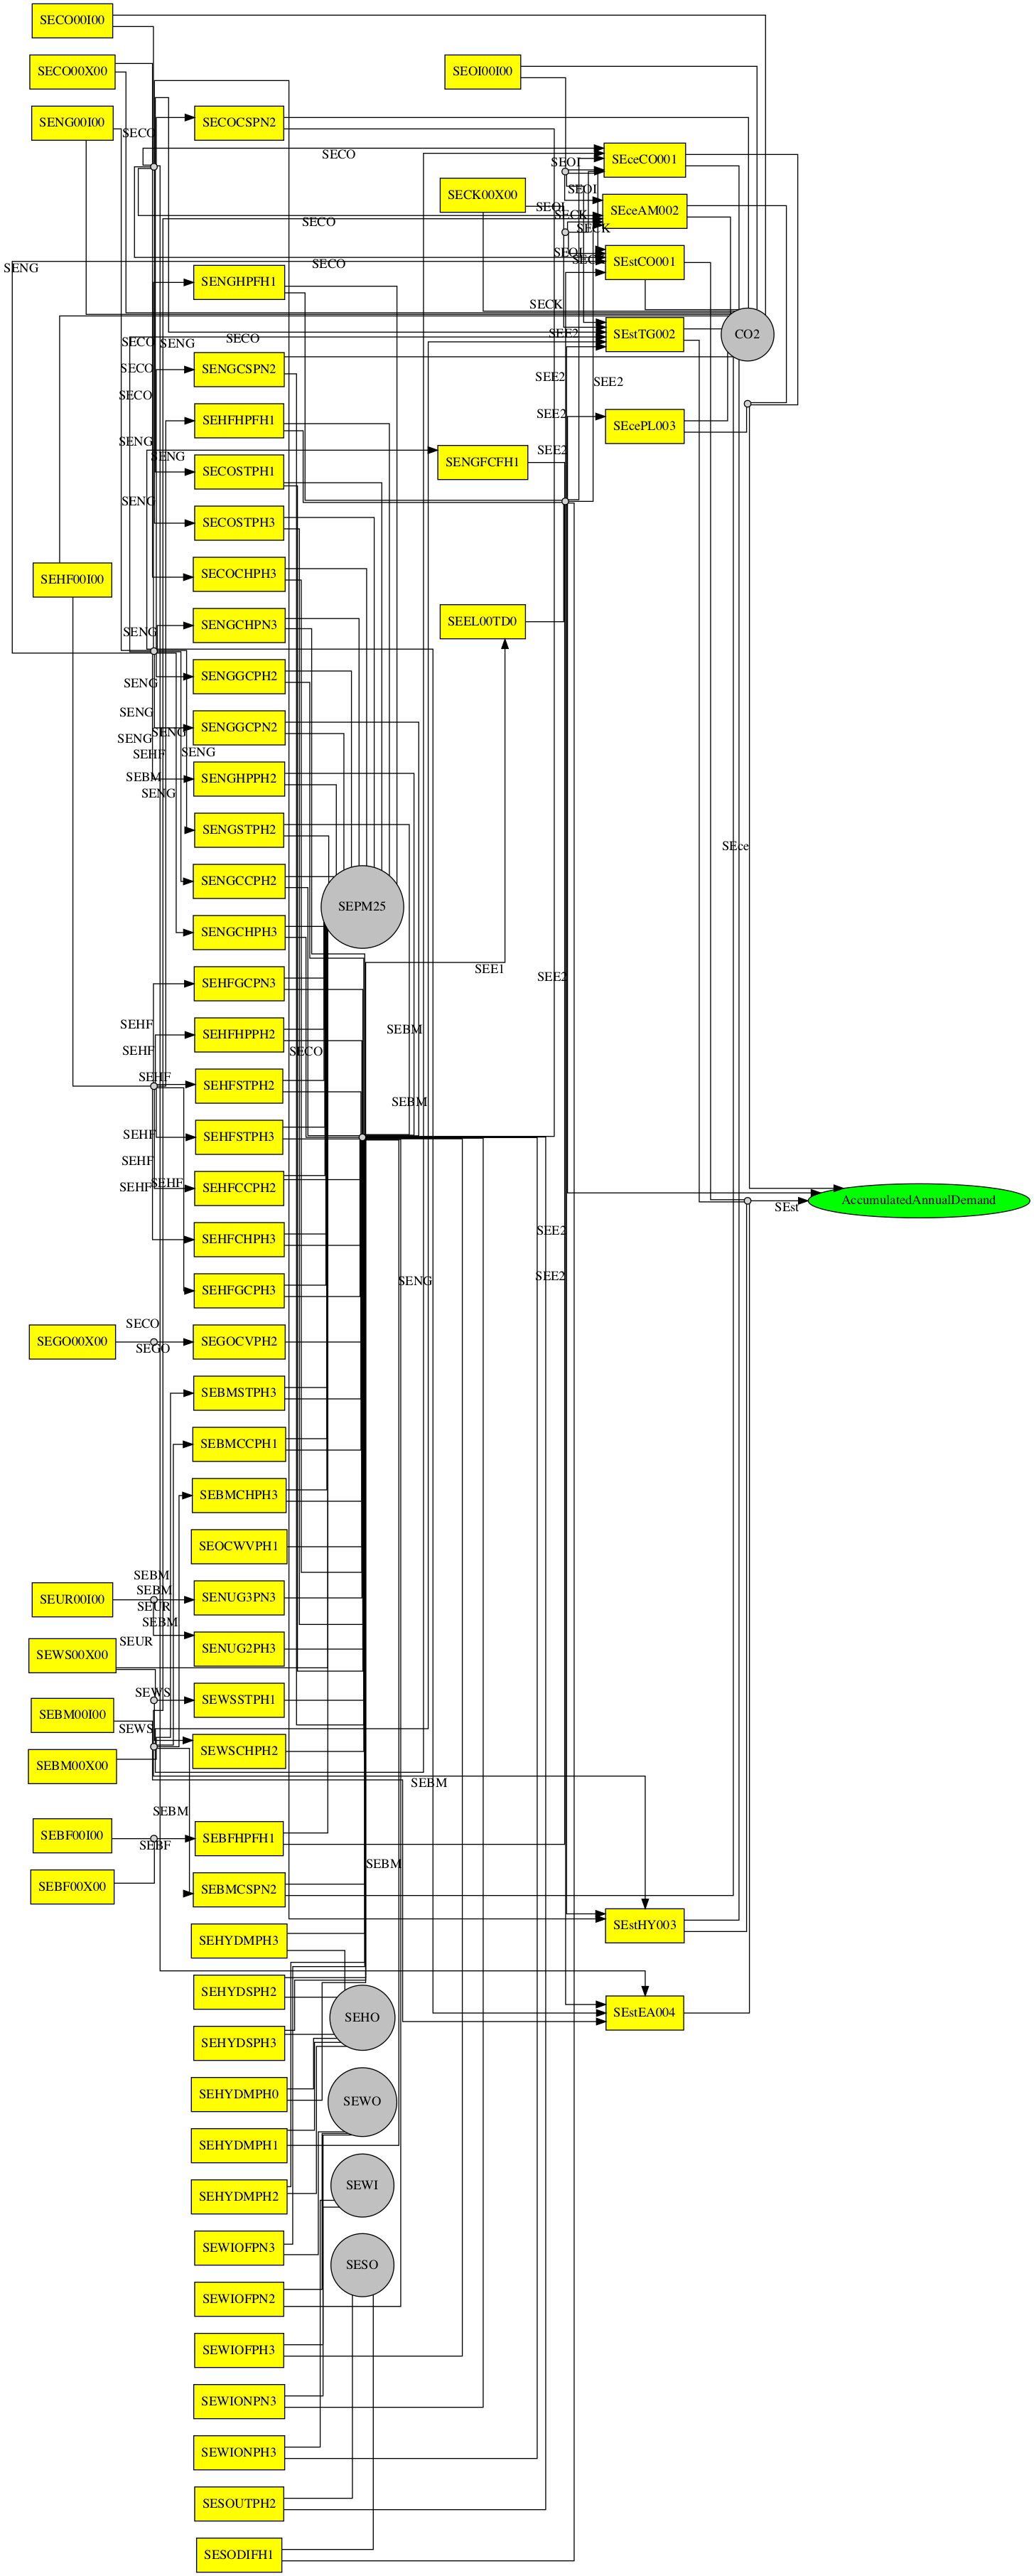 SECO00I00
SECO00X00
SEOI00I00
SENG00I00
SECOCSPN2
SECO
SECO
SEceCO001
SEOI
SEOI
SECK00X00
SEOI
SEceAM002
SECK
SECO
SECK
SEOI
SECK
SEstCO001
SENG
SECO
SENGHPFH1
SECK
SEE2
SEstTG002
CO2
SECO
SENG
SECO
SECO
SENGCSPN2
SEE2
SEE2
SECO
SEHFHPFH1
SEE2
SEcePL003
SENG
SENG
SEE2
SECOSTPH1
SENGFCFH1
SENG
SECOSTPH3
SEHF00I00
SECOCHPH3
SENG
SENGCHPN3
SEEL00TD0
SENG
SENGGCPH2
SENG
SENG
SENG
SENGGCPN2
SEHF
SENG
SEBM
SENGHPPH2
SENG
SENGSTPH2
SEce
SENGCCPH2
SEPM25
SENGCHPH3
SEE1
SEE2
SEHFGCPN3
SEHF
SEHFHPPH2
SEBM
SEHF
SECO
SEHF
SEHFSTPH2
SEBM
SEHF
SEHFSTPH3
SEHF
SEHF
SEHF
SEHFCCPH2
AccumulatedAnnualDemand
SEst
SEHFCHPH3
SEE2
SEHFGCPH3
SENG
SEE2
SECO
SEGO00X00
SEGO
SEGOCVPH2
SEBMSTPH3
SEBMCCPH1
SEBMCHPH3
SEOCWVPH1
SEBM
SEBM
SEUR00I00
SEUR
SENUG3PN3
SEBM
SEUR
SENUG2PH3
SEWS00X00
SEWS
SEWSSTPH1
SEBM00I00
SEWS
SEWSCHPH2
SEBM00X00
SEBM
SEBM
SEBF00I00
SEBF
SEBFHPFH1
SEBM
SEBF00X00
SEBMCSPN2
SEstHY003
SEHYDMPH3
SEHYDSPH2
SEHO
SEstEA004
SEHYDSPH3
SEHYDMPH0
SEWO
SEHYDMPH1
SEWI
SEHYDMPH2
SEWIOFPN3
SESO
SEWIOFPN2
SEWIOFPH3
SEWIONPN3
SEWIONPH3
SESOUTPH2
SESODIFH1